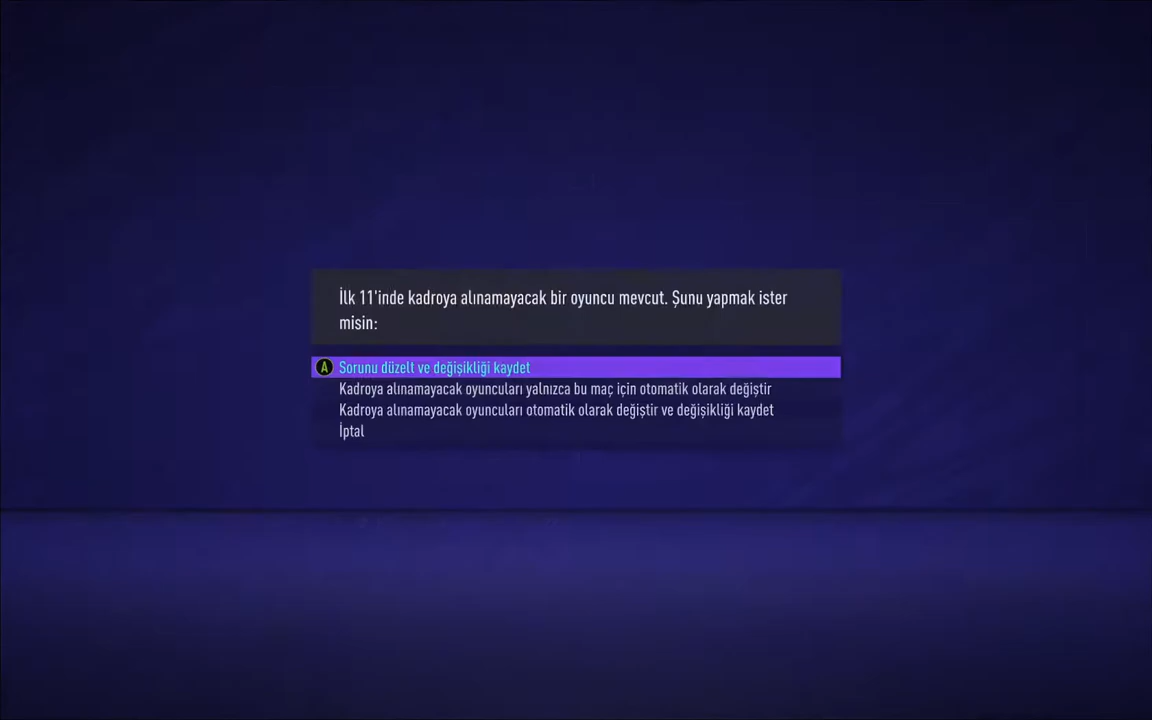 İlk 11'inde kadroya alınamayacak bir oyuncu mevcut. Şunu yapmak ister
misin:
A Sorunu düzelt ve değişikliği kaydet
Kadroya alınamayacak oyuncuları yalnızca bu maç için otomatik olarak değiştir
Kadroya alınamayacak oyuncuları otomatik olarak değiştir ve değişikliği kaydet
İptal